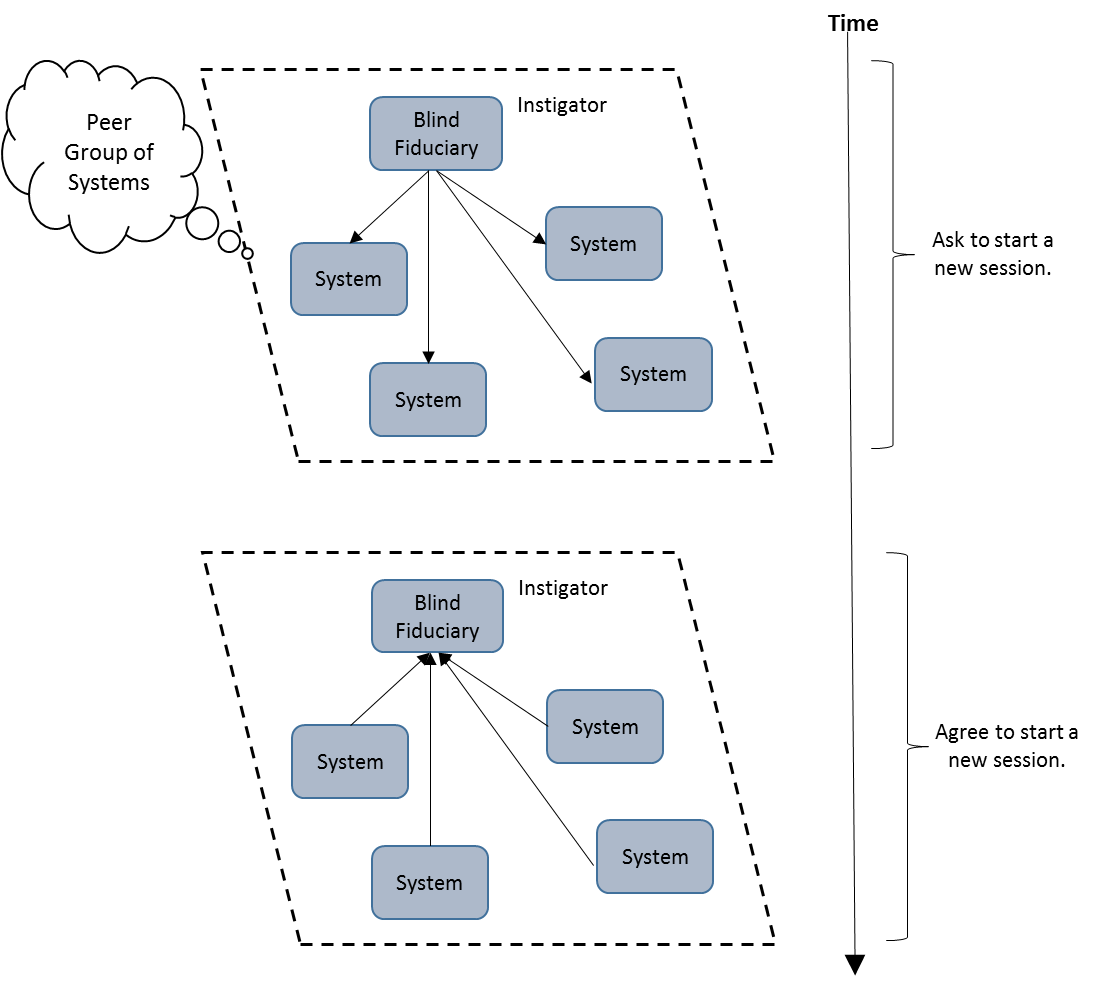 Time
Peer
Group of
Systems
Instigator
Blind
Fiduciary
System
System
System
System
Ask to start a
new session.
Instigator
Blind
Fiduciary
System
System
System
System
Agree to start a
new session.